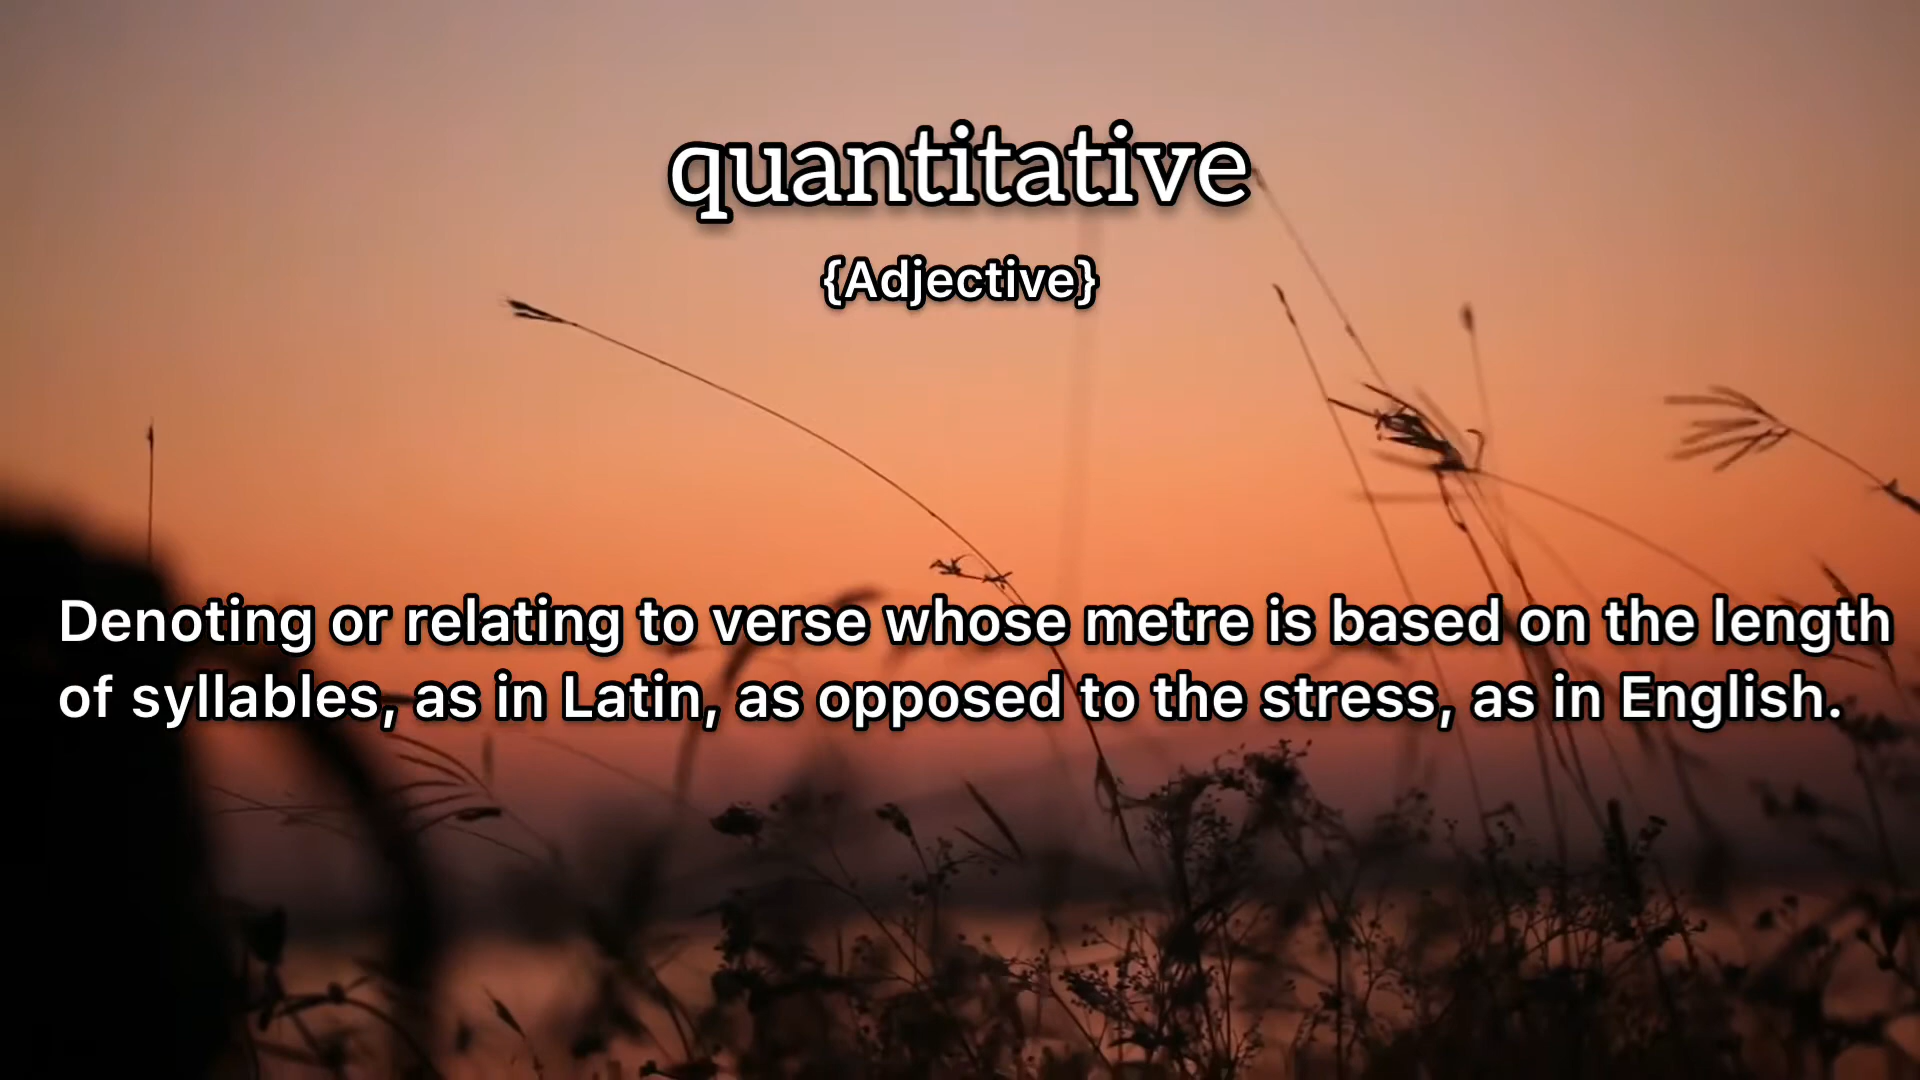 quantitative
{Adjective}
Denoting or relating to verse whose metre is based on the length
of syllables, as in Latin, as opposed to the stress, as in English.